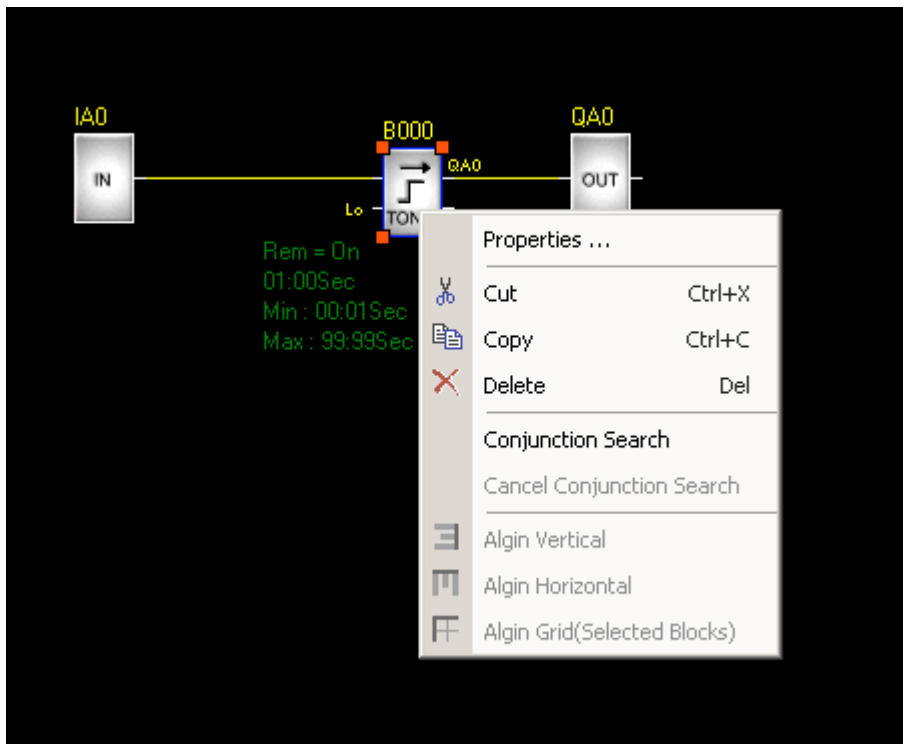 IA0
B000
QA0
IN
QA0
OUT
Lo
TON
Rem = On
01:00Sec
Min : 00:01Sec
Max : 99:99Sec
Properties ...
Cut Ctrl+X
Copy Ctrl+C
Delete Del
Conjunction Search
Cancel Conjunction Search
Algin Vertical
Algin Horizontal
Algin Grid(Selected Blocks)